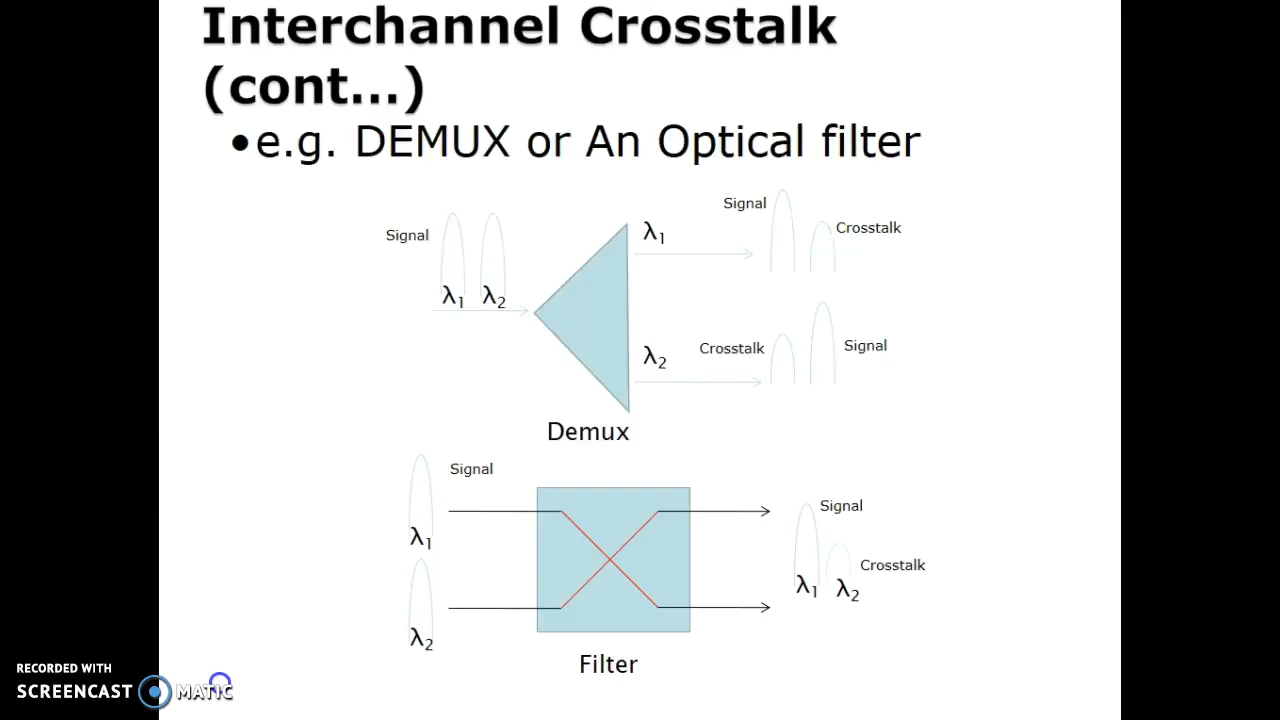 Interchannel Crosstalk
(cont...)
•e.g. DEMUX or An Optical filter
Signal
λ1 λ2
λ1
Signal
Crosstalk
λ2
Crosstalk
Signal
Demux
Signal
λ1
λ2
Filter
Signal
Crosstalk
λ1 λ2
RECORDED WITH
SCREENCAST MATIC